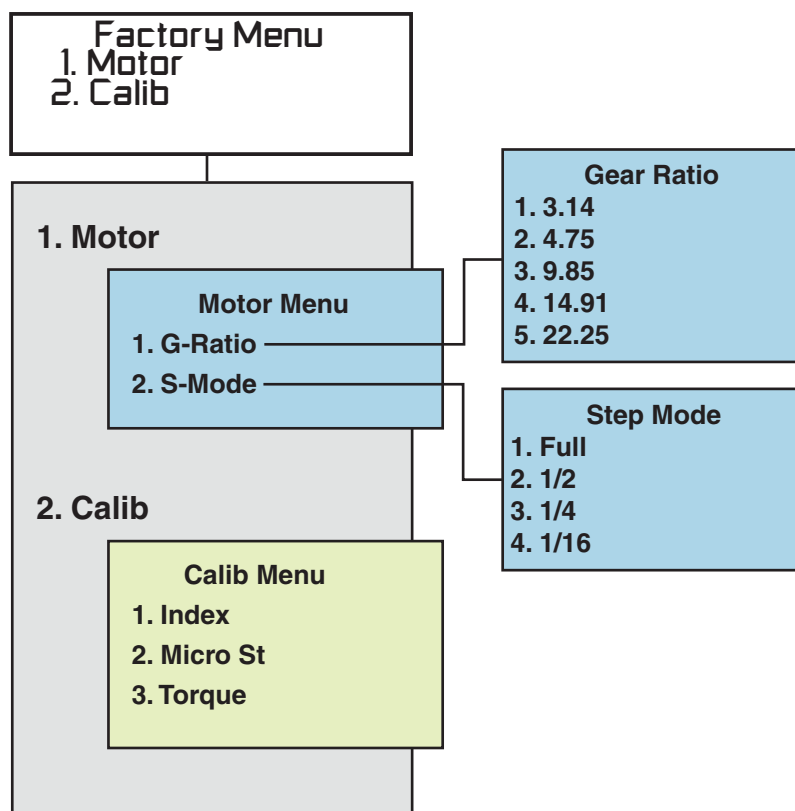 Factory Menu
1. Motor
2. Calib
1. Motor
Motor Menu
1. G-Ratio
2. S-Mode
Gear Ratio
1. 3.14
2. 4.75
3. 9.85
4. 14.91
5. 22.25
Step Mode
1. Full
2. 1/2
3. 1/4
4. 1/16
2. Calib
Calib Menu
1. Index
2. Micro St
3. Torque